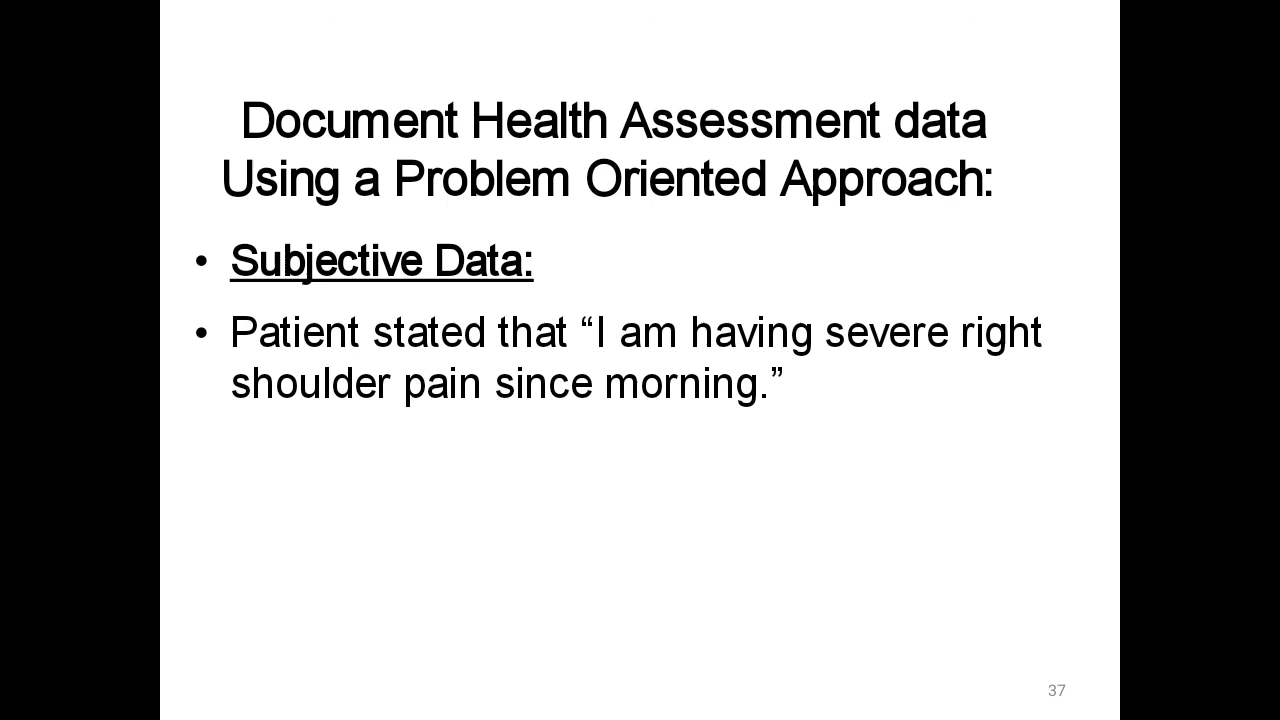 Document Health Assessment data
Using a Problem Oriented Approach:
• Subjective Data:
• Patient stated that “I am having severe right
shoulder pain since morning.”
37